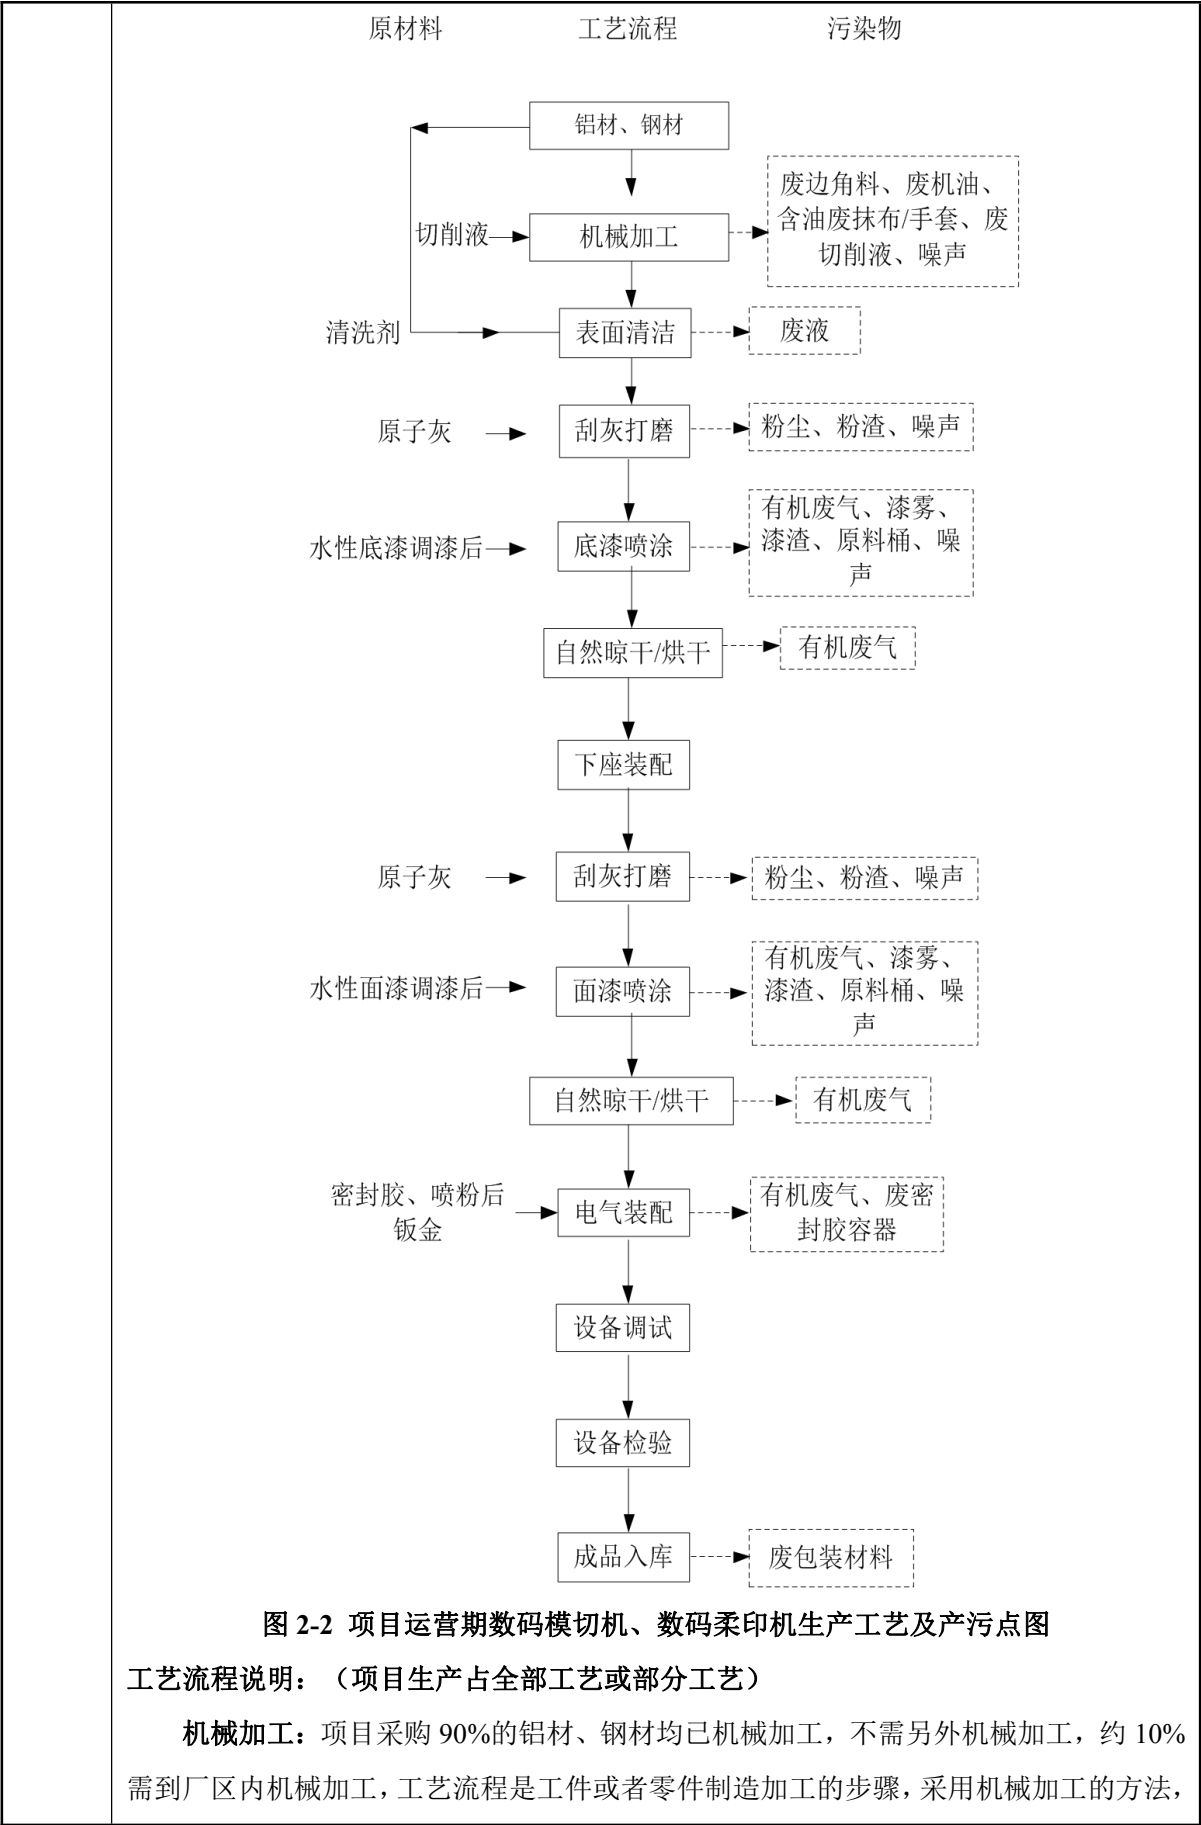 原材料 工艺流程 污染物
铝材、钢材
废边角料、废机油、
含油废抹布/手套、废
切削液、噪声
切削液 机械加工
清洗剂 表面清洁 废液
原子灰 刮灰打磨 粉尘、粉渣、噪声
有机废气、漆雾、
漆渣、原料桶、噪
声
水性底漆调漆后 底漆喷涂
自然晾干/烘干 有机废气
下座装配
原子灰 刮灰打磨 粉尘、粉渣、噪声
有机废气、漆雾、
漆渣、原料桶、噪
声
水性面漆调漆后 面漆喷涂
自然晾干/烘干 有机废气
密封胶、喷粉后
钣金
电气装配
有机废气、废密
封胶容器
设备调试
设备检验
成品入库 废包装材料
图 2-2 项目运营期数码模切机、数码柔印机生产工艺及产污点图
工艺流程说明：（项目生产占全部工艺或部分工艺）
机械加工：项目采购 90%的铝材、钢材均已机械加工，不需另外机械加工，约 10%
需到厂区内机械加工，工艺流程是工件或者零件制造加工的步骤，采用机械加工的方法，